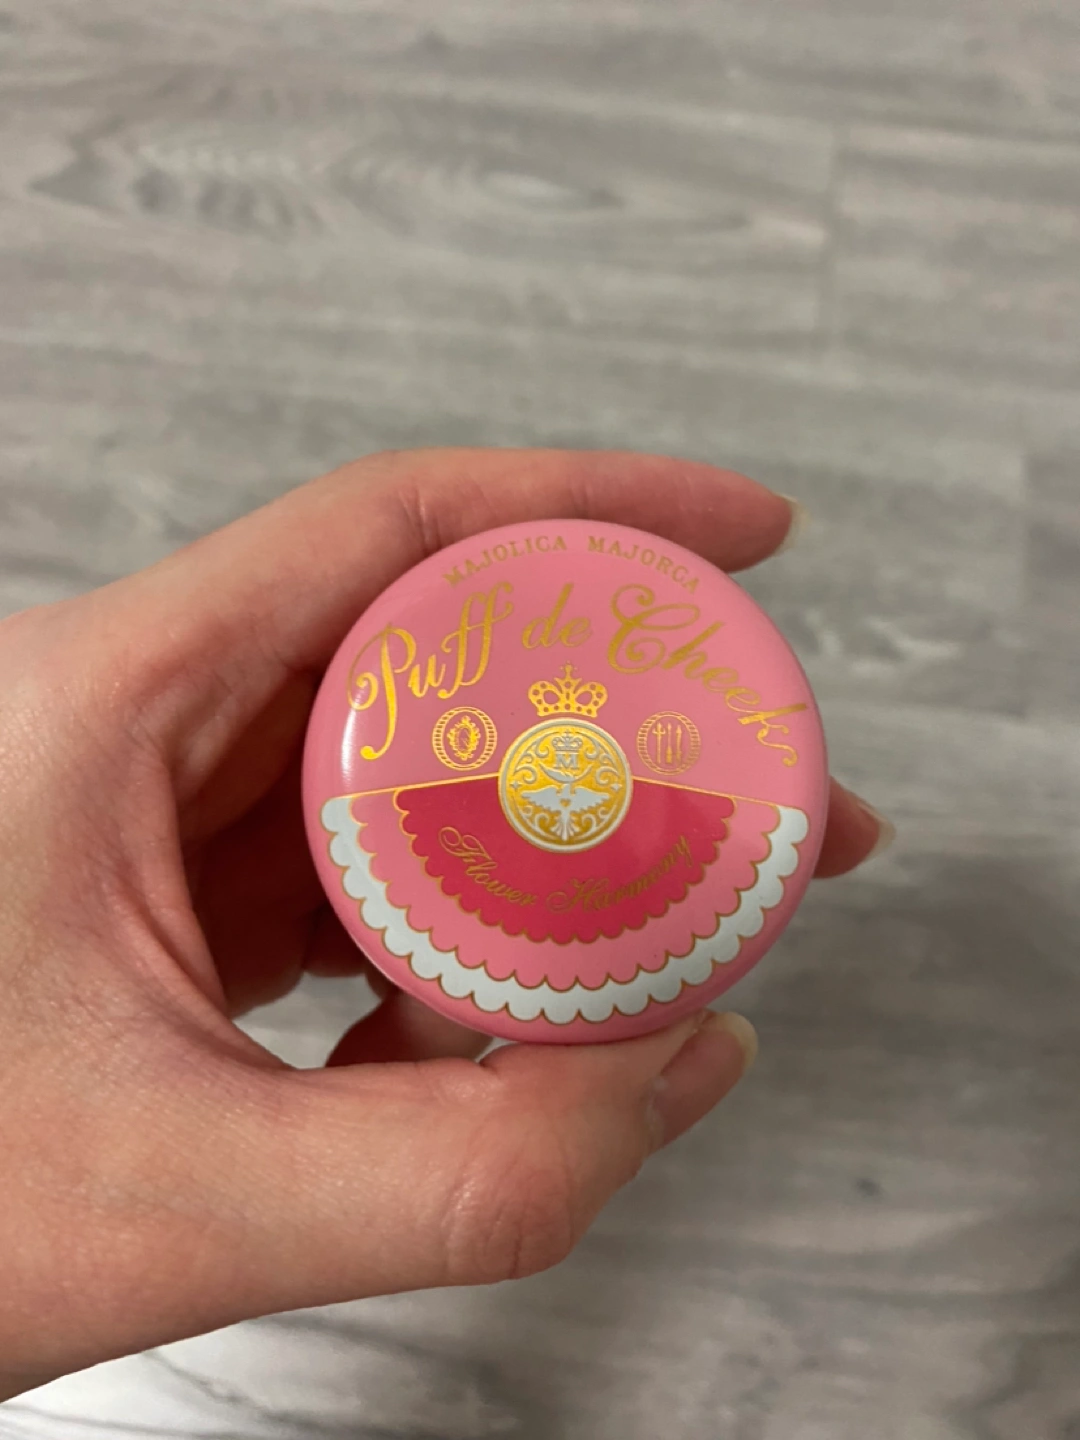 MAJOLICA MAJORCA
Puff de Cheek
M
Flower Harmony